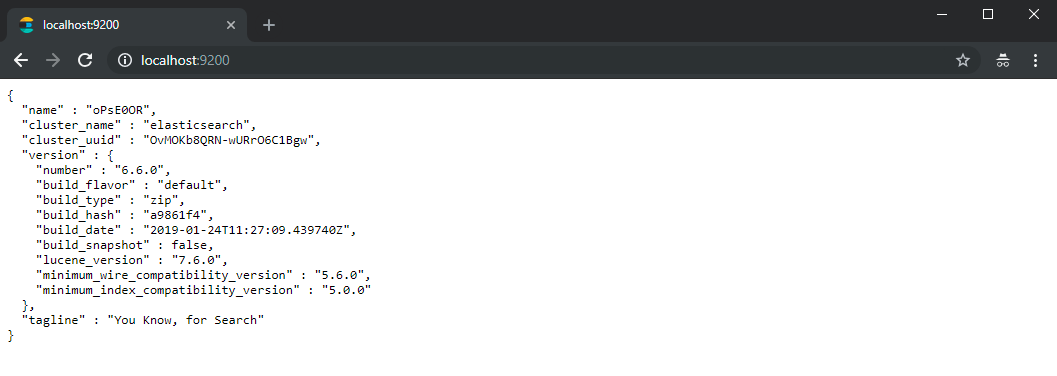 localhost:9200
localhost:9200
{
  "name" : "oPsE0OR",
  "cluster_name" : "elasticsearch",
  "cluster_uuid" : "OvMOKb8QRN-wURrO6C1Bgw",
  "version" : {
    "number" : "6.6.0",
    "build_flavor" : "default",
    "build_type" : "zip",
    "build_hash" : "a9861f4",
    "build_date" : "2019-01-24T11:27:09.439740Z",
    "build_snapshot" : false,
    "lucene_version" : "7.6.0",
    "minimum_wire_compatibility_version" : "5.6.0",
    "minimum_index_compatibility_version" : "5.0.0"
  },
  "tagline" : "You Know, for Search"
}